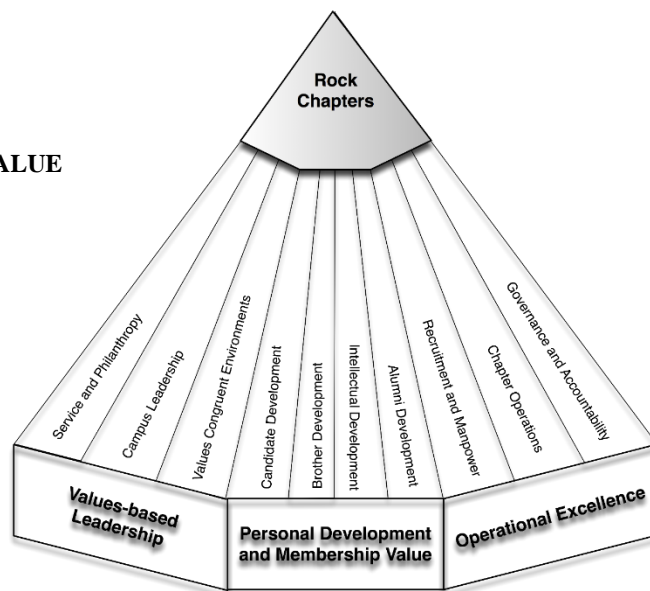 Rock
Chapters
ALUE
Service and Philanthropy
Campus Leadership
Values Congruent Environments
Candidate Development
Brother Development
Intellectual Development
Alumni Development
Recruitment and Manpower
Chapter Operations
Governance and Accountability
Values-based
Leadership
Personal Development
and Membership Value
Operational Excellence